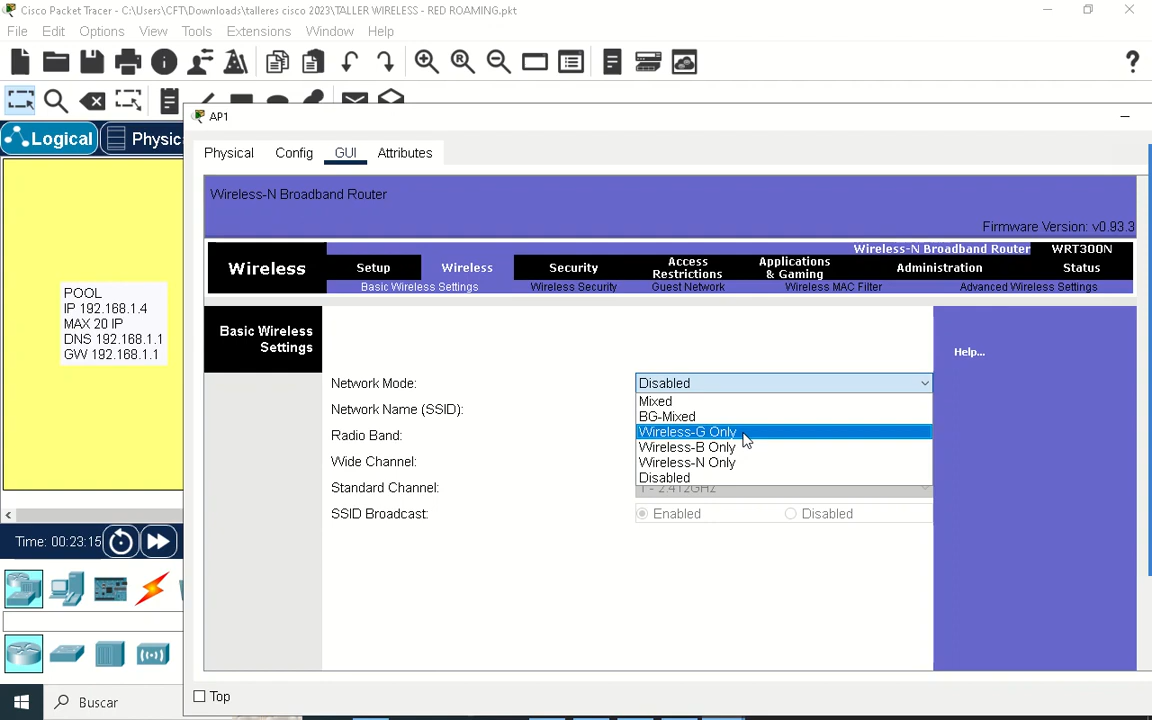 Cisco Packet Tracer - C:\Users\CFT\Downloads\talleres cisco 2023\TALLER WIRELESS - RED ROAMING.pkt
File Edit Options View Tools Extensions Window Help
?
AP1
Logical Physic
Physical Config GUI Attributes
Wireless-N Broadband Router
Firmware Version: v0.93.3
Wireless-N Broadband Router WRT300N
Wireless
Setup Wireless Security Access Restrictions Applications & Gaming Administration Status
Basic Wireless Settings Wireless Security Guest Network Wireless MAC Filter Advanced Wireless Settings
POOL
IP 192.168.1.4
MAX 20 IP
DNS 192.168.1.1
GW 192.168.1.1
Basic Wireless
Settings
Help...
Network Mode: Disabled
Mixed
Network Name (SSID):
BG-Mixed
Radio Band:
Wireless-G Only
Wireless-B Only
Wide Channel:
Wireless-N Only
Disabled
Standard Channel: 1 - 2.412GHz
SSID Broadcast: Enabled Disabled
Time: 00:23:15
Top
Buscar